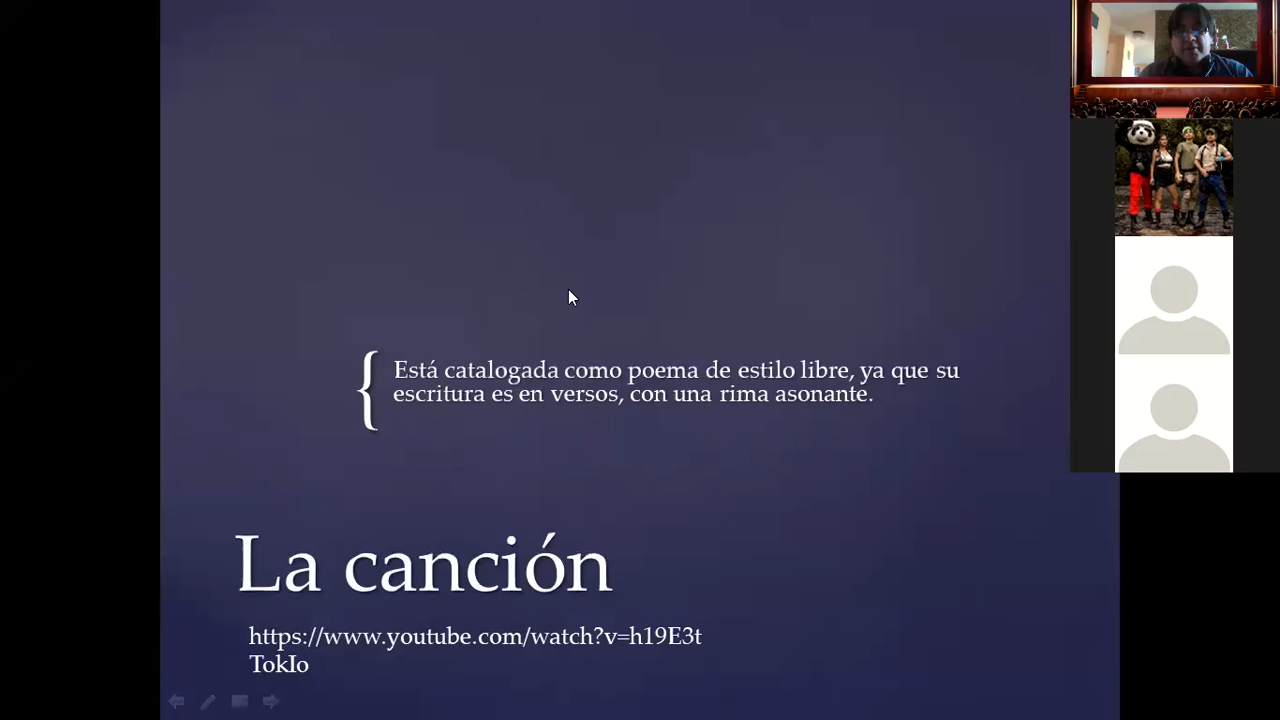 Está catalogada como poema de estilo libre, ya que su
escritura es en versos, con una rima asonante.
La canción
https://www.youtube.com/watch?v=h19E3t
TokIo